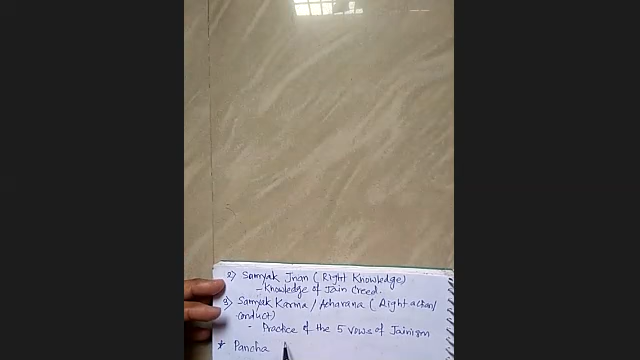 2) Samyak Jnan (Right Knowledge)
- Knowledge of Jain Creed.
3) Samyak Karma / Acharana (Right action/
conduct)
- Practice of the 5 vows of Jainism
* Pancha